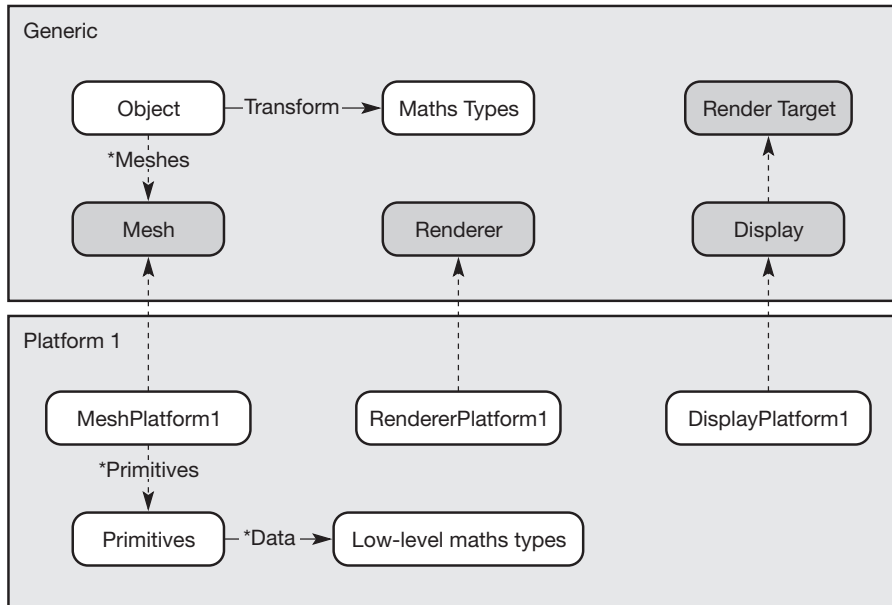 Generic
Object
Transform
Maths Types
Render Target
*Meshes
Mesh
Renderer
Display
Platform 1
MeshPlatform1
RendererPlatform1
DisplayPlatform1
*Primitives
Primitives
*Data
Low-level maths types